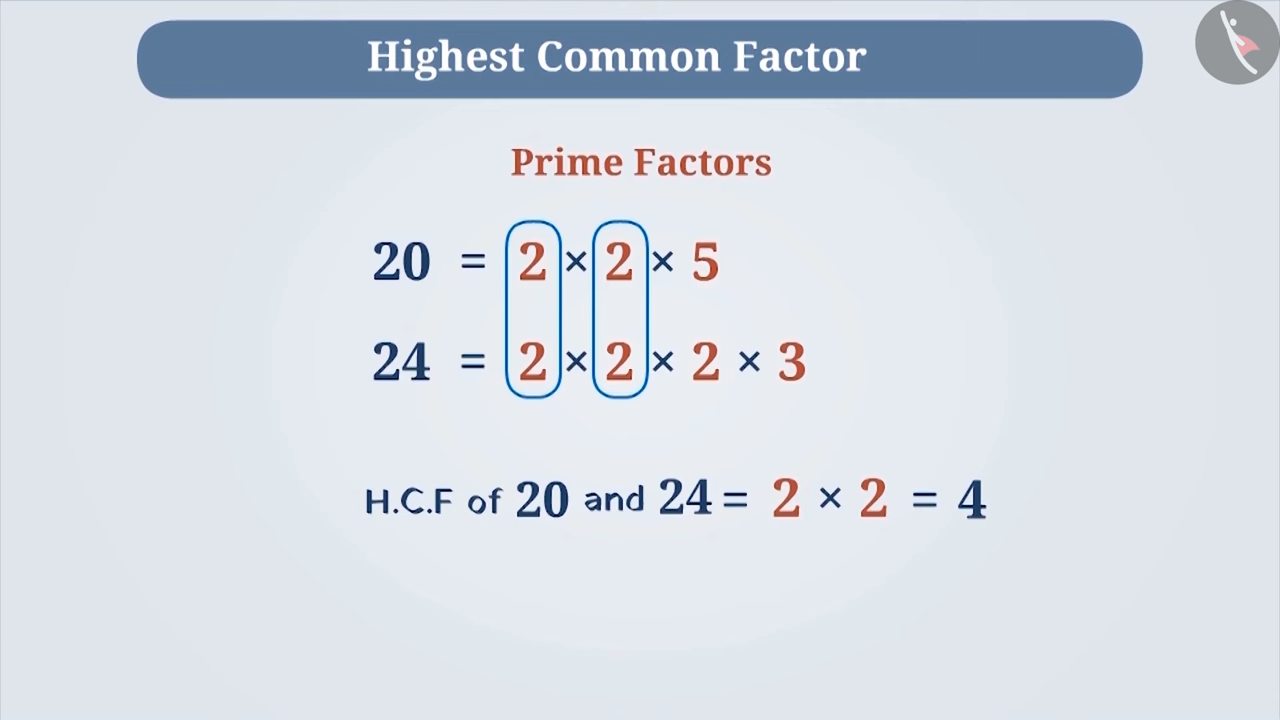 Highest Common Factor
Prime Factors
20 = 2 × 2 × 5
24 = 2 × 2 × 2 × 3
H.C.F of 20 and 24 = 2 × 2 = 4